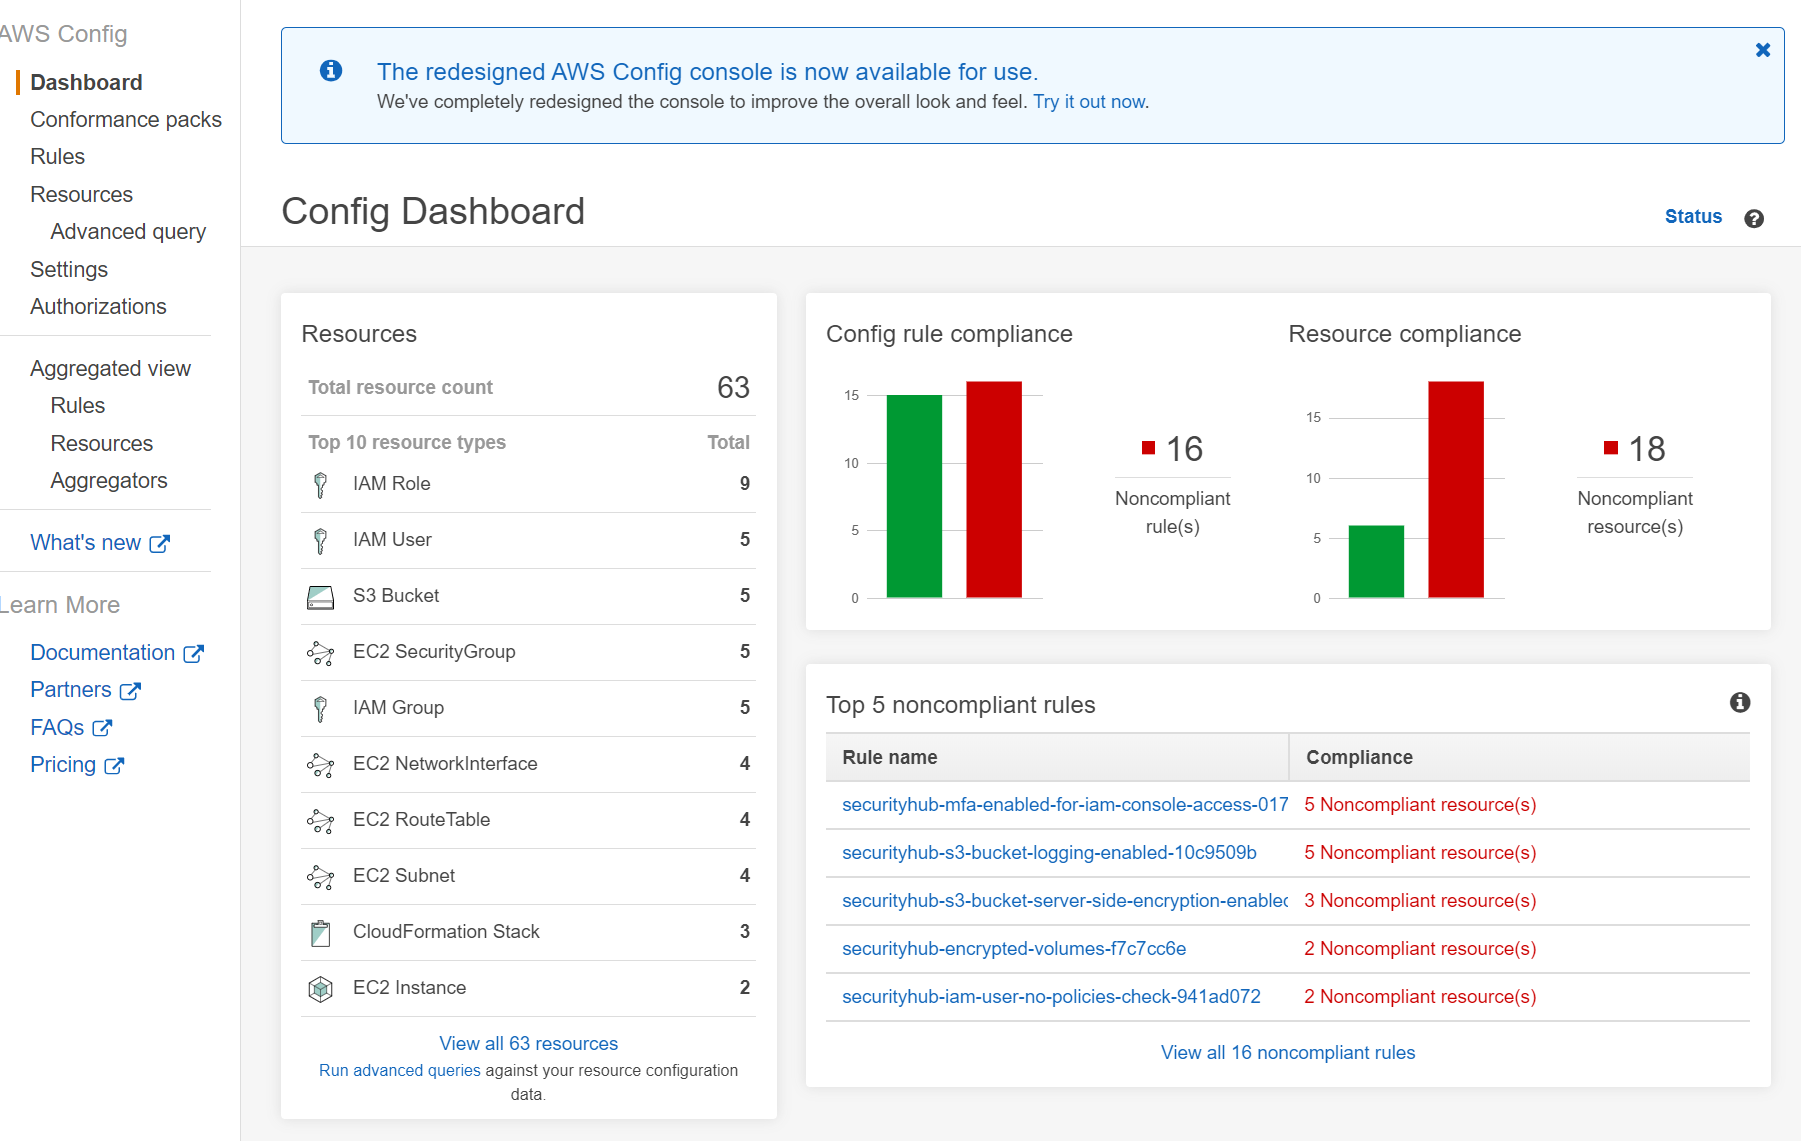 AWS Config
Dashboard
Conformance packs
Rules
Resources
Advanced query
Settings
Authorizations
Aggregated view
Rules
Resources
Aggregators
What's new
Learn More
Documentation
Partners
FAQs
Pricing
The redesigned AWS Config console is now available for use.
We've completely redesigned the console to improve the overall look and feel. Try it out now.
Config Dashboard
Status
Resources
Total resource count 63
Top 10 resource types Total
IAM Role 9
IAM User 5
S3 Bucket 5
EC2 SecurityGroup 5
IAM Group 5
EC2 NetworkInterface 4
EC2 RouteTable 4
EC2 Subnet 4
CloudFormation Stack 3
EC2 Instance 2
View all 63 resources
Run advanced queries against your resource configuration
data.
Config rule compliance
15
10
5
0
16
Noncompliant
rule(s)
Resource compliance
15
10
5
0
18
Noncompliant
resource(s)
Top 5 noncompliant rules
Rule name Compliance
securityhub-mfa-enabled-for-iam-console-access-017 5 Noncompliant resource(s)
securityhub-s3-bucket-logging-enabled-10c9509b 5 Noncompliant resource(s)
securityhub-s3-bucket-server-side-encryption-enabled 3 Noncompliant resource(s)
securityhub-encrypted-volumes-f7c7cc6e 2 Noncompliant resource(s)
securityhub-iam-user-no-policies-check-941ad072 2 Noncompliant resource(s)
View all 16 noncompliant rules